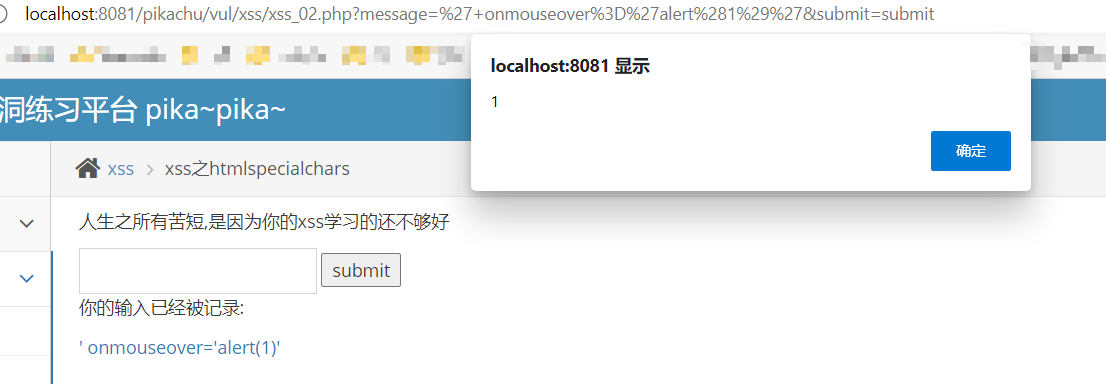 localhost:8081/pikachu/vul/xss/xss_02.php?message=%27+onmouseover%3D%27alert%281%29%27&submit=submit
localhost:8081 显示
1
确定
洞练习平台 pika~pika~
xss
xss之htmlspecialchars
人生之所有苦短,是因为你的xss学习的还不够好
submit
你的输入已经被记录:
' onmouseover='alert(1)'